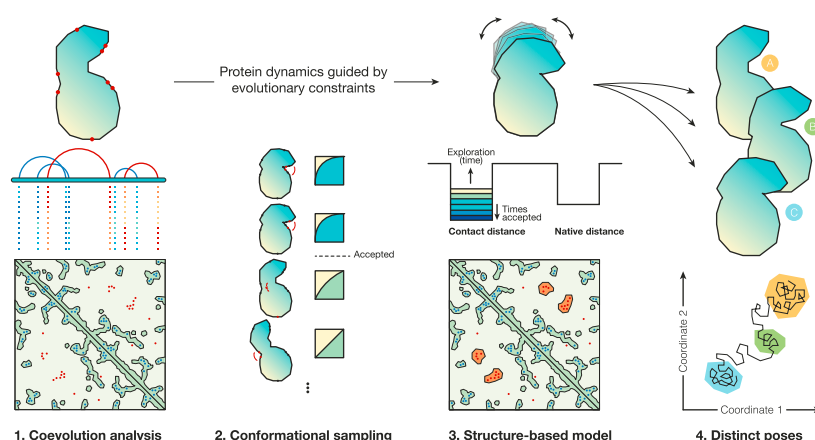 Protein dynamics guided by
evolutionary constraints
A
B
C
Exploration
(time)
Times
accepted
Contact distance
Native distance
Accepted
Coordinate 2
Coordinate 1
1. Coevolution analysis
2. Conformational sampling
3. Structure-based model
4. Distinct poses